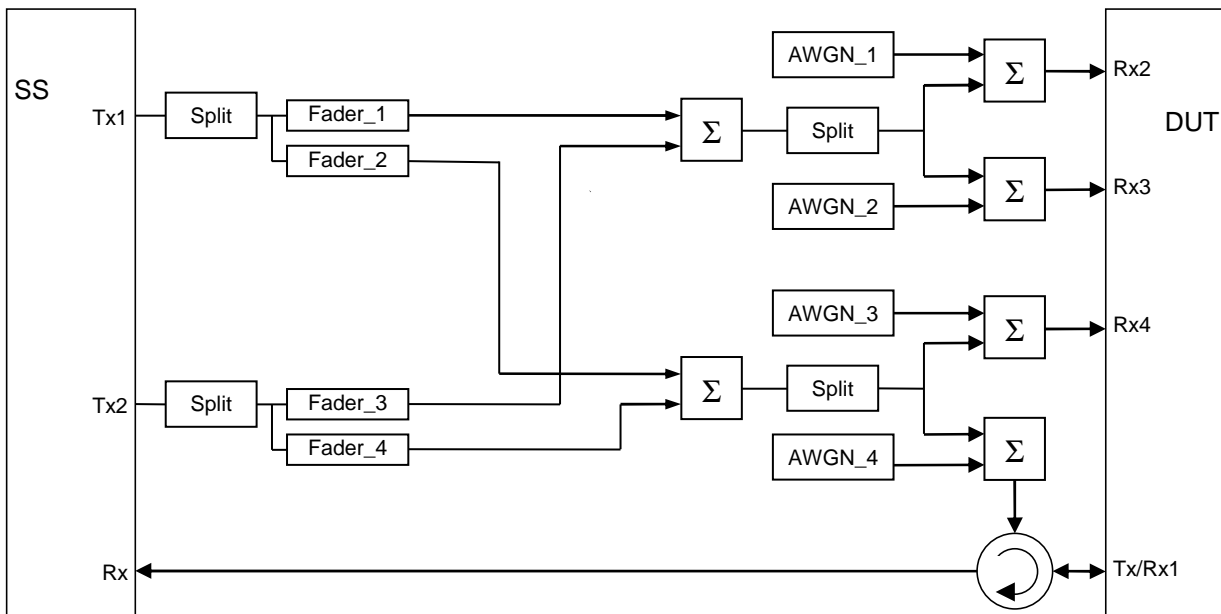 SS
DUT
Tx1
Split
Fader_1
Fader_2
Σ
Split
AWGN_1
Σ
Rx2
AWGN_2
Σ
Rx3
Tx2
Split
Fader_3
Fader_4
Σ
Split
AWGN_3
Σ
Rx4
AWGN_4
Σ
Rx
Tx/Rx1